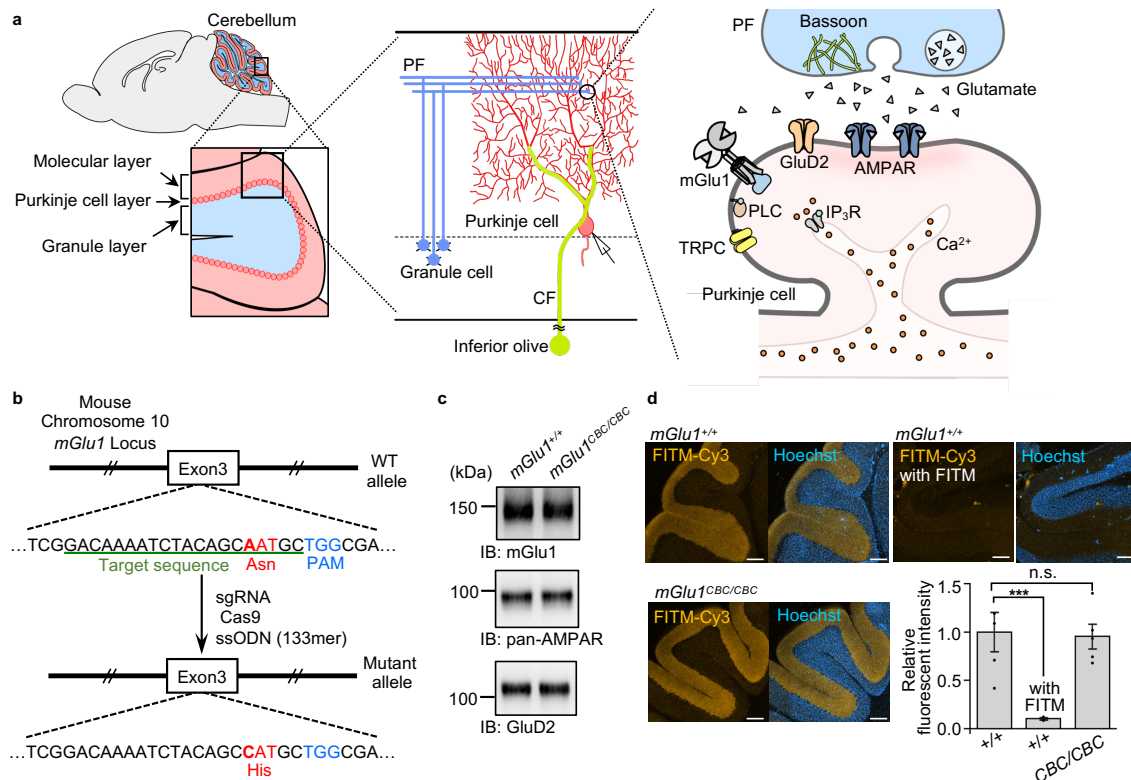 a
Cerebellum
Molecular layer
Purkinje cell layer
Granule layer
PF
Purkinje cell
Granule cell
CF
Inferior olive
PF
Bassoon
Glutamate
mGlu1
GluD2
AMPAR
PLC
IP3R
TRPC
Ca2+
Purkinje cell
b
Mouse
Chromosome 10
mGlu1 Locus
Exon3
WT
allele
...TCGGACAAAATCTACAGCAATGCTGGCGA...
Target sequence
Asn
PAM
sgRNA
Cas9
ssODN (133mer)
Exon3
Mutant
allele
...TCGGACAAAATCTACAGCCATGCTGGCGA...
His
c
mGlu1+/+
mGlu1CBC/CBC
(kDa)
150
IB: mGlu1
100
IB: pan-AMPAR
100
IB: GluD2
d
mGlu1+/+
FITM-Cy3
Hoechst
mGlu1+/+
FITM-Cy3
with FITM
Hoechst
mGlu1CBC/CBC
FITM-Cy3
Hoechst
Relative
fluorescent intensity
1.5
1.0
0.5
0.0
n.s.
***
with
FITM
+/+
+/+
CBC/CBC